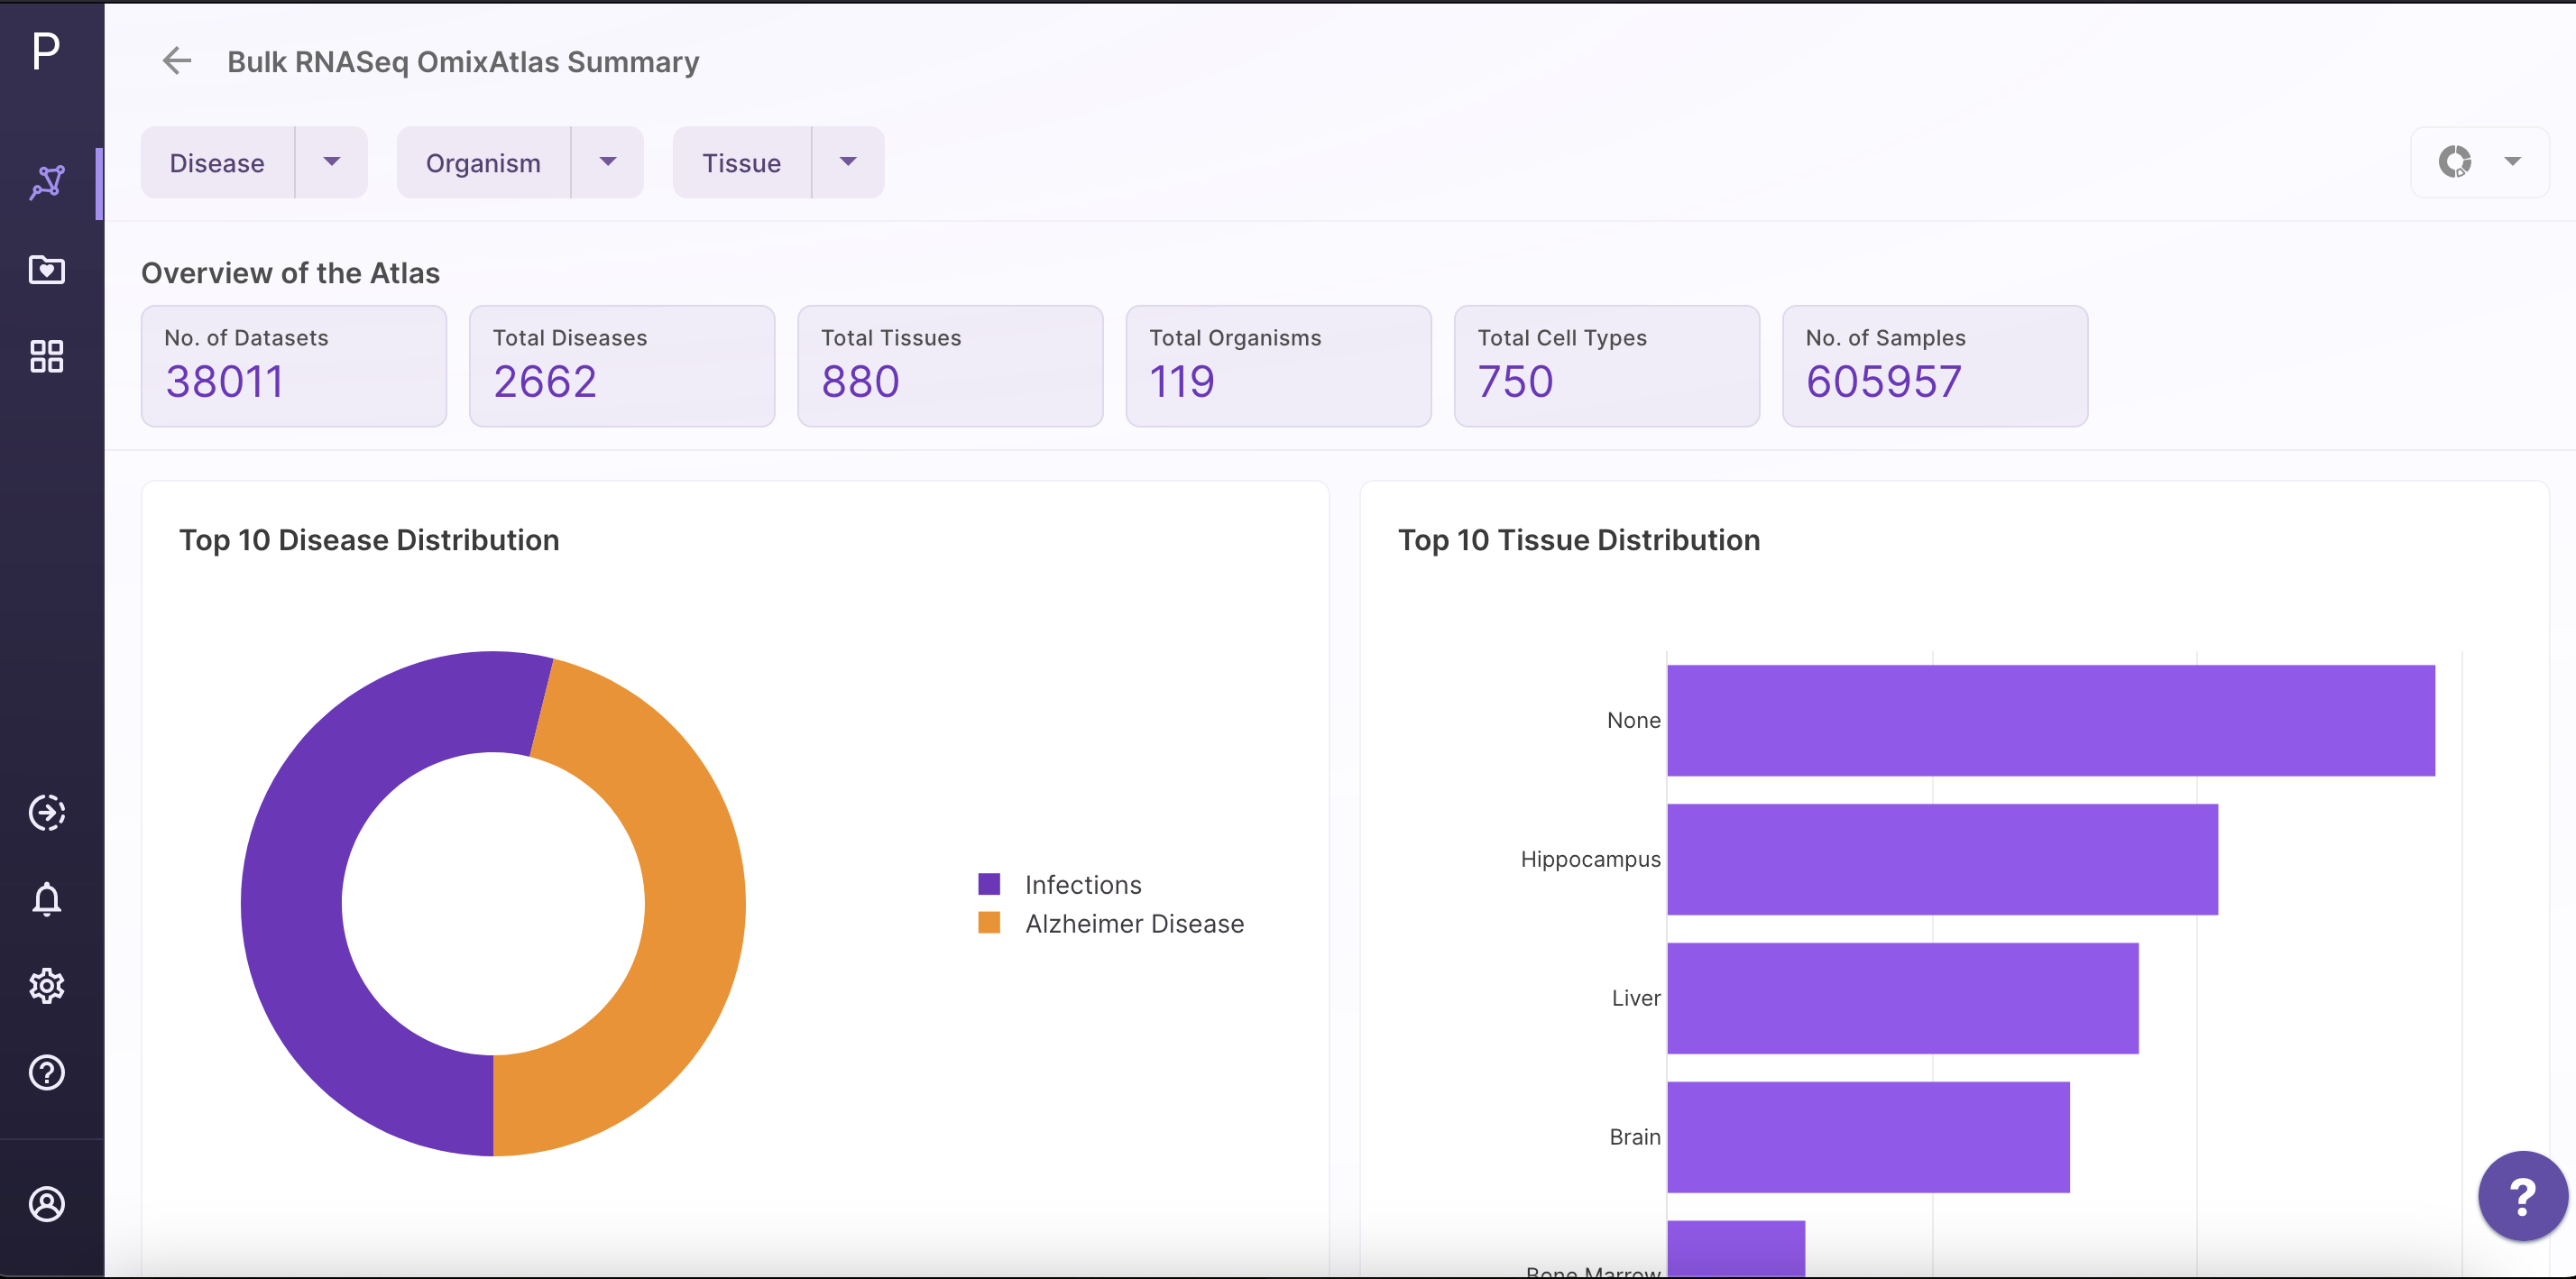 P
Bulk RNASeq OmixAtlas Summary
Disease
Organism
Tissue
Overview of the Atlas
No. of Datasets
38011
Total Diseases
2662
Total Tissues
880
Total Organisms
119
Total Cell Types
750
No. of Samples
605957
Top 10 Disease Distribution
Infections
Alzheimer Disease
Top 10 Tissue Distribution
None
Hippocampus
Liver
Brain
Bone Marrow
?